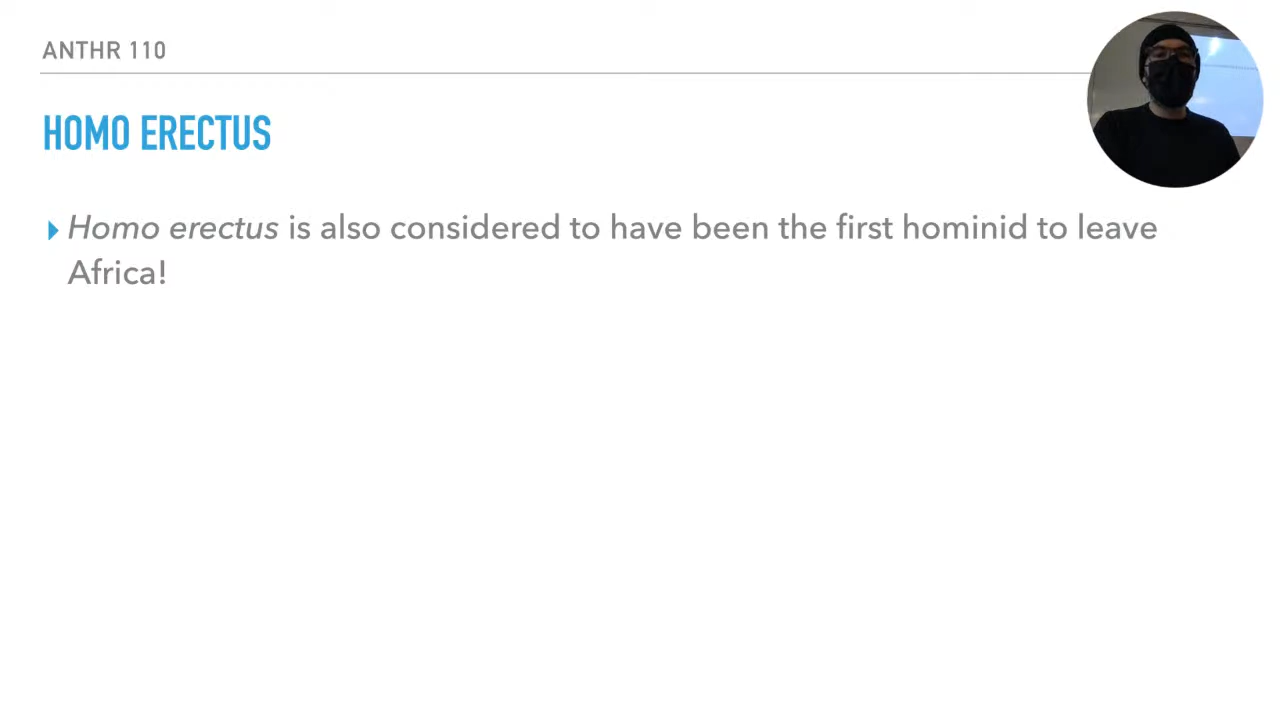 ANTHR 110
HOMO ERECTUS
Homo erectus is also considered to have been the first hominid to leave
Africa!